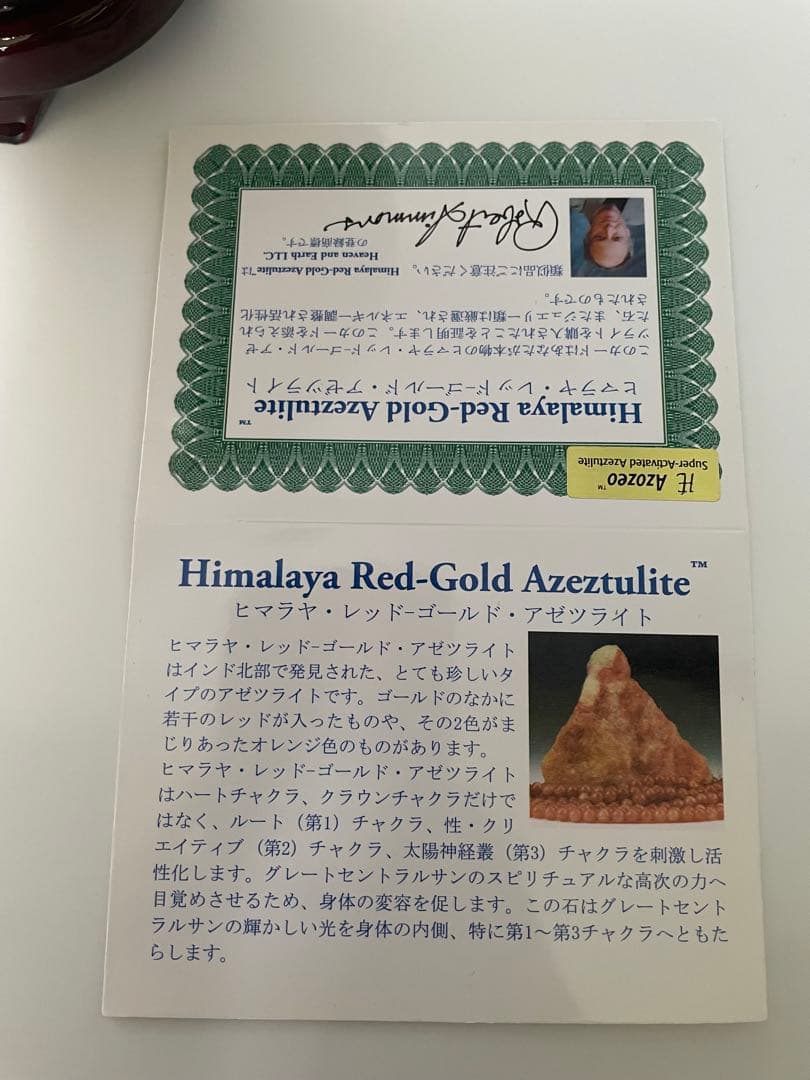 Himalaya Red-Gold Azeztulite™
ヒマラヤ・レッド−ゴールド・アゼツライト
このカードはあなたが本物のヒマラヤ・レッド−ゴールド・アゼ
ツライトを購入されたことを証明します。このカードを添えられ
た石、またジュエリー類は厳選され、エネルギー調整され活性化
されたものです。
類似品にご注意ください。
Himalaya Red-Gold Azeztulite™は
Heaven and Earth LLC.
の登録商標です。
Robert Simmons
HE Azozeo™
Super-Activated Azeztulite
Himalaya Red-Gold Azeztulite™
ヒマラヤ・レッド−ゴールド・アゼツライト
ヒマラヤ・レッド−ゴールド・アゼツライト
はインド北部で発見された、とても珍しいタ
イプのアゼツライトです。ゴールドのなかに
若干のレッドが入ったものや、その2色がま
じりあったオレンジ色のものがあります。
ヒマラヤ・レッド−ゴールド・アゼツライト
はハートチャクラ、クラウンチャクラだけで
はなく、ルート（第1）チャクラ、性・クリ
エイティブ（第2）チャクラ、太陽神経叢（第3）チャクラを刺激し活
性化します。グレートセントラルサンのスピリチュアルな高次の力へ
目覚めさせるため、身体の変容を促します。この石はグレートセント
ラルサンの輝かしい光を身体の内側、特に第1～第3チャクラへともた
らします。